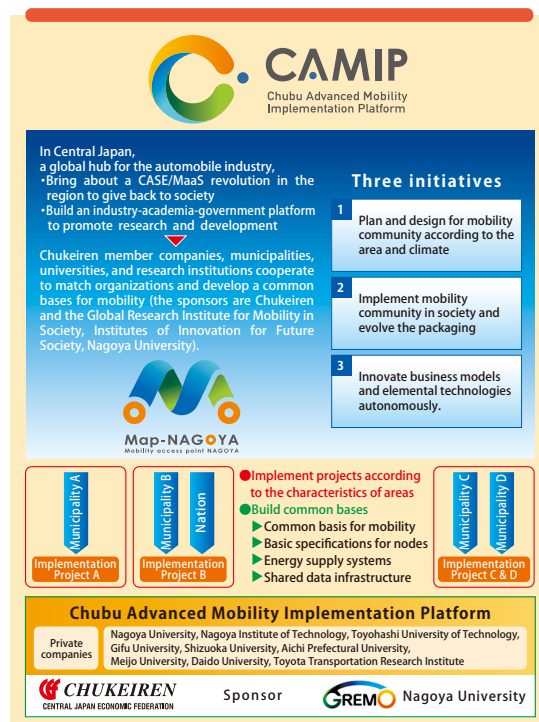 CAMIP
Chubu Advanced Mobility
Implementation Platform
In Central Japan,
a global hub for the automobile industry,
・Bring about a CASE/MaaS revolution in the
region to give back to society
・Build an industry-academia-government platform
to promote research and development
Chukeiren member companies, municipalities,
universities, and research institutions cooperate
to match organizations and develop a common
bases for mobility (the sponsors are Chukeiren
and the Global Research Institute for Mobility in
Society, Institutes of Innovation for Future
Society, Nagoya University).
Map-NAGOYA
Mobility access point NAGOYA
Three initiatives
1
Plan and design for mobility
community according to the
area and climate
2
Implement mobility
community in society and
evolve the packaging
3
Innovate business models
and elemental technologies
autonomously.
Municipality A
Implementation
Project A
Municipality B
Nation
Implementation
Project B
●Implement projects according
to the characteristics of areas
●Build common bases
▶Common basis for mobility
▶Basic specifications for nodes
▶Energy supply systems
▶Shared data infrastructure
Municipality C
Municipality D
Implementation
Project C & D
Chubu Advanced Mobility Implementation Platform
Private
companies
Nagoya University, Nagoya Institute of Technology, Toyohashi University of Technology,
Gifu University, Shizuoka University, Aichi Prefectural University,
Meijo University, Daido University, Toyota Transportation Research Institute
CHUKEIREN
CENTRAL JAPAN ECONOMIC FEDERATION
Sponsor
GREMO Nagoya University